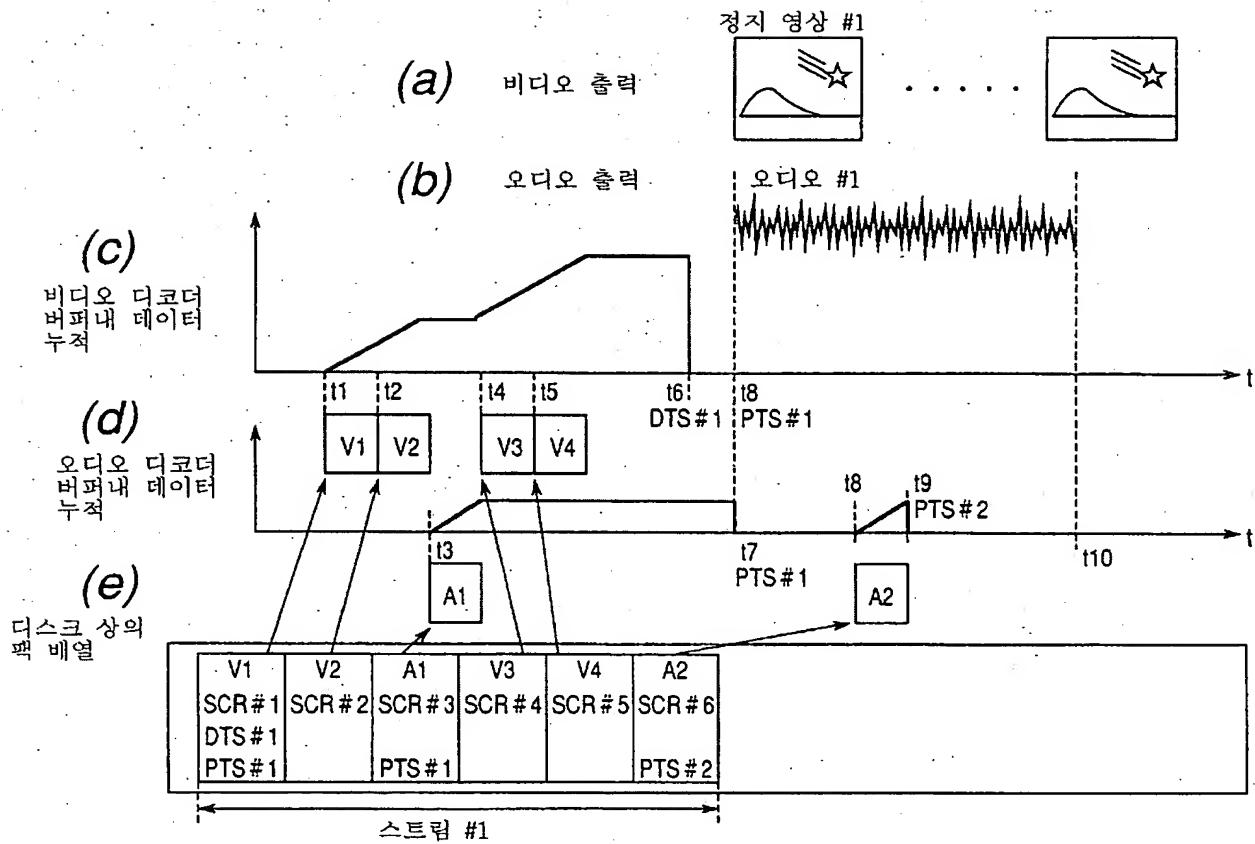 정지 영상 #1
(a) 비디오 출력
(b) 오디오 출력
오디오 #1
(c)
비디오 디코더
버퍼내 데이터
누적
t
t1 t2 t4 t5 t6 t8
DTS#1 PTS#1
V1 V2 V3 V4
(d)
오디오 디코더
버퍼내 데이터
누적
t8 t9
PTS#2
t
t3 t7 t10
PTS#1
A1 A2
(e)
디스크 상의
팩 배열
V1 V2 A1 V3 V4 A2
SCR#1 SCR#2 SCR#3 SCR#4 SCR#5 SCR#6
DTS#1
PTS#1 PTS#1 PTS#2
스트림 #1